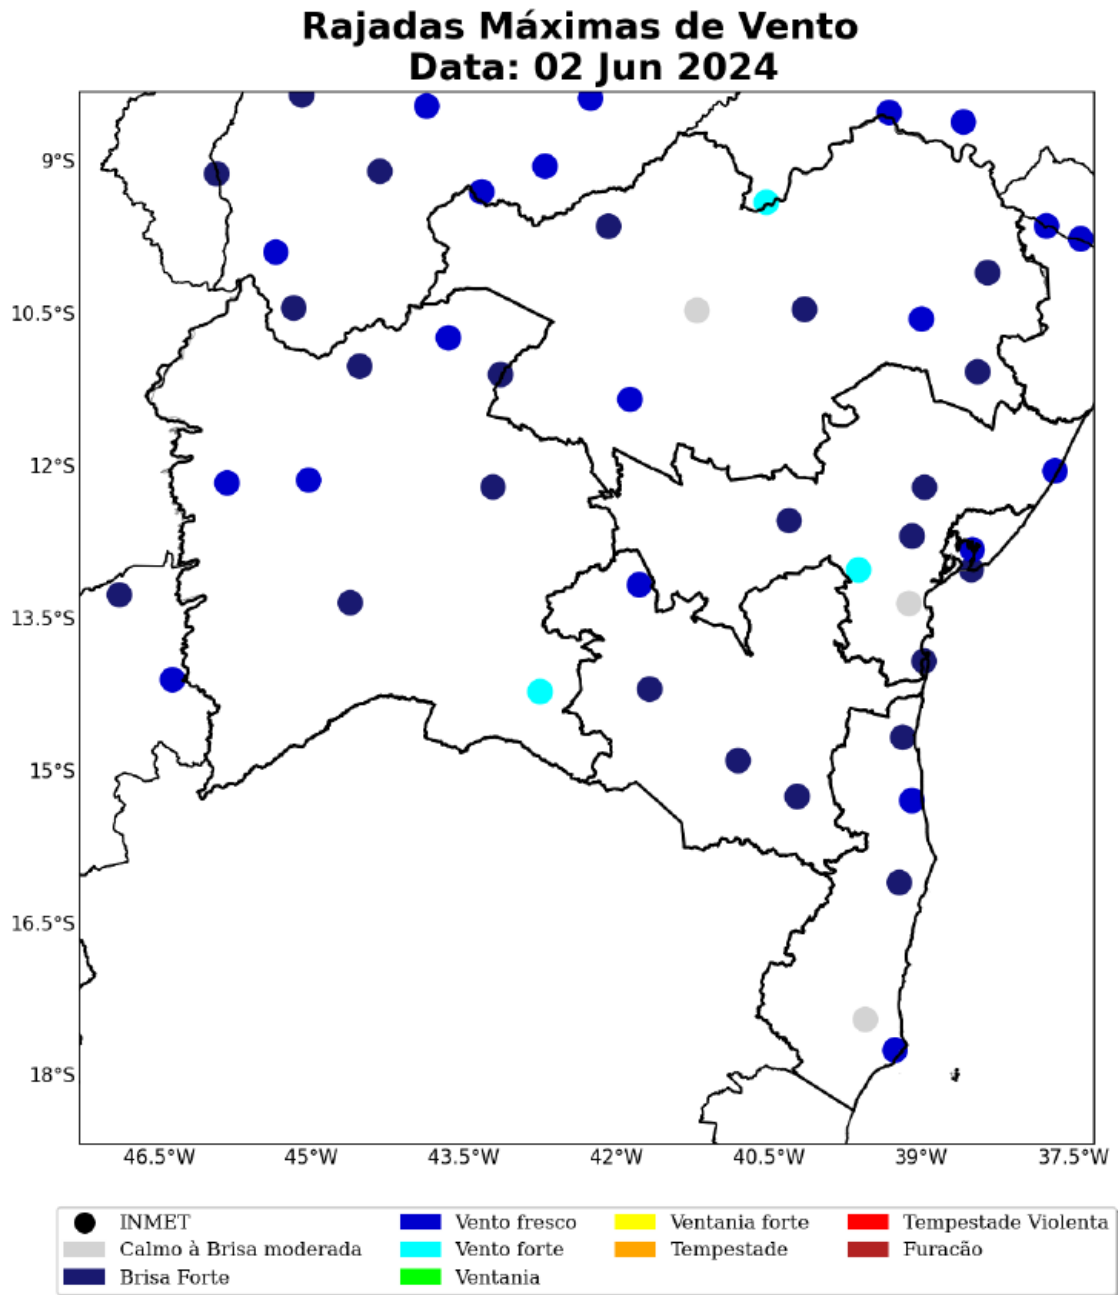 Rajadas Máximas de Vento
Data: 02 Jun 2024
9°S
10.5°S
12°S
13.5°S
15°S
16.5°S
18°S
46.5°W 45°W 43.5°W 42°W 40.5°W 39°W 37.5°W
INMET Vento fresco Ventania forte Tempestade Violenta
Calmo à Brisa moderada Vento forte Tempestade Furacão
Brisa Forte Ventania